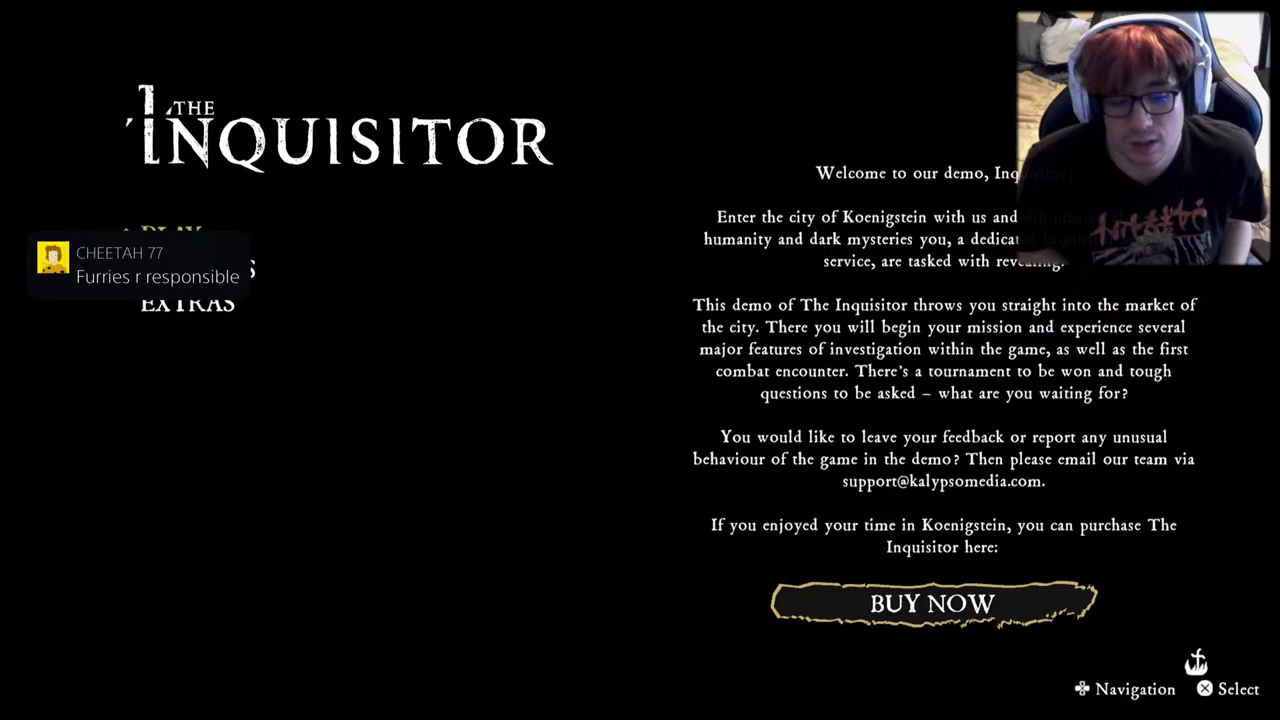 THE
INQUISITOR
PLAY
CHEETAH 77
Furries r responsible
EXTRAS
Welcome to our demo,
Enter the city of Koenigstein with us and
humanity and dark mysteries you, a
service, are tasked with revealing.
This demo of The Inquisitor throws you straight into the market of
the city. There you will begin your mission and experience several
major features of investigation within the game, as well as the first
combat encounter. There's a tournament to be won and tough
questions to be asked – what are you waiting for?
You would like to leave your feedback or report any unusual
behaviour of the game in the demo? Then please email our team via
support@kalypsomedia.com.
If you enjoyed your time in Koenigstein, you can purchase The
Inquisitor here:
BUY NOW
Navigation
Select